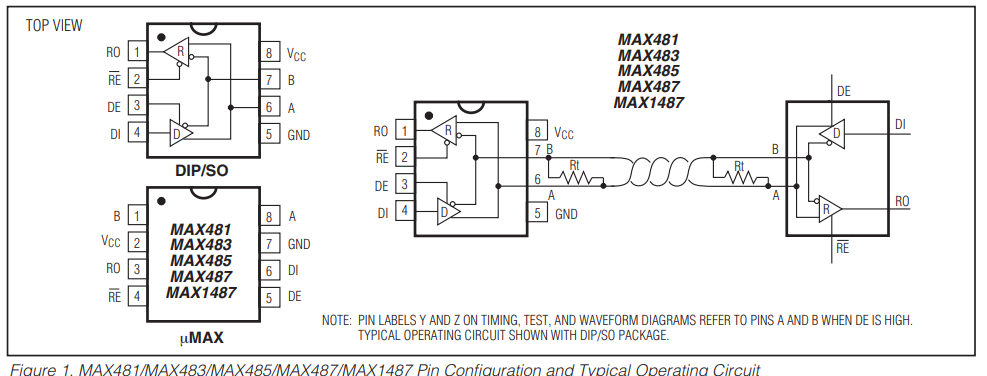 TOP VIEW
RO 1
R
8 VCC
RE 2
7 B
DE 3
6 A
DI 4
D
5 GND
DIP/SO
B 1
8 A
VCC 2
7 GND
RO 3
6 DI
RE 4
5 DE
MAX481
MAX483
MAX485
MAX487
MAX1487
µMAX
MAX481
MAX483
MAX485
MAX487
MAX1487
RO 1
R
8 VCC
RE 2
7 B
DE 3
6 A
DI 4
D
5 GND
Rt
Rt
DE
D
DI
B
A
R
RO
RE
NOTE: PIN LABELS Y AND Z ON TIMING, TEST, AND WAVEFORM DIAGRAMS REFER TO PINS A AND B WHEN DE IS HIGH.
TYPICAL OPERATING CIRCUIT SHOWN WITH DIP/SO PACKAGE.
Figure 1. MAX481/MAX483/MAX485/MAX487/MAX1487 Pin Configuration and Typical Operating Circuit